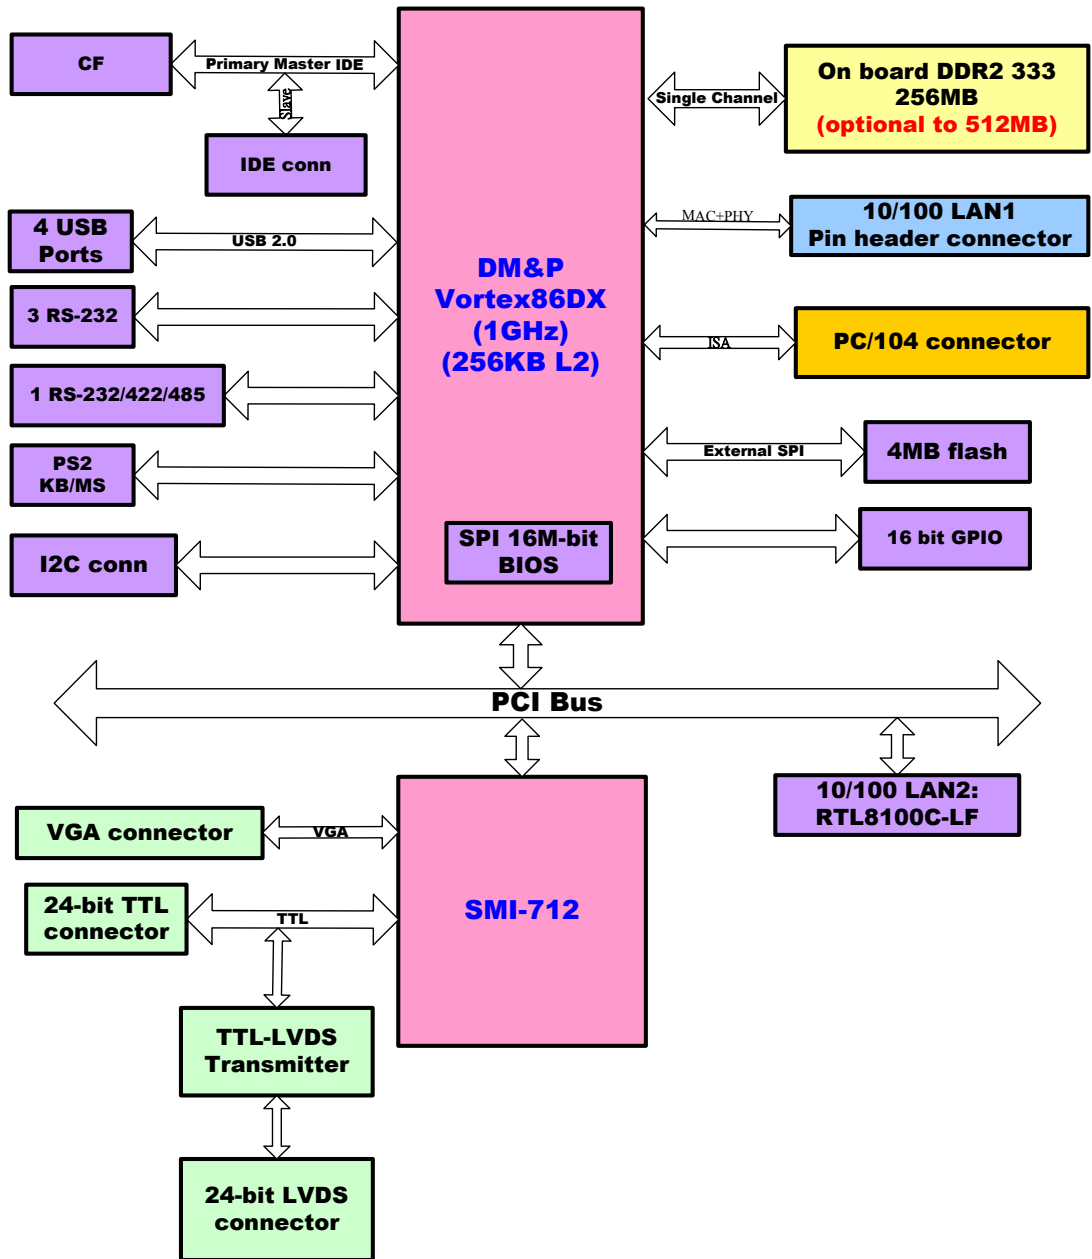 CF
Primary Master IDE
Slave
IDE conn
On board DDR2 333
256MB
(optional to 512MB)
Single Channel
4 USB
Ports
USB 2.0
MAC+PHY
10/100 LAN1
Pin header connector
3 RS-232
DM&P
Vortex86DX
(1GHz)
(256KB L2)
ISA
PC/104 connector
1 RS-232/422/485
PS2
KB/MS
External SPI
4MB flash
I2C conn
SPI 16M-bit
BIOS
16 bit GPIO
PCI Bus
10/100 LAN2:
RTL8100C-LF
VGA connector
VGA
24-bit TTL
connector
TTL
SMI-712
TTL-LVDS
Transmitter
24-bit LVDS
connector